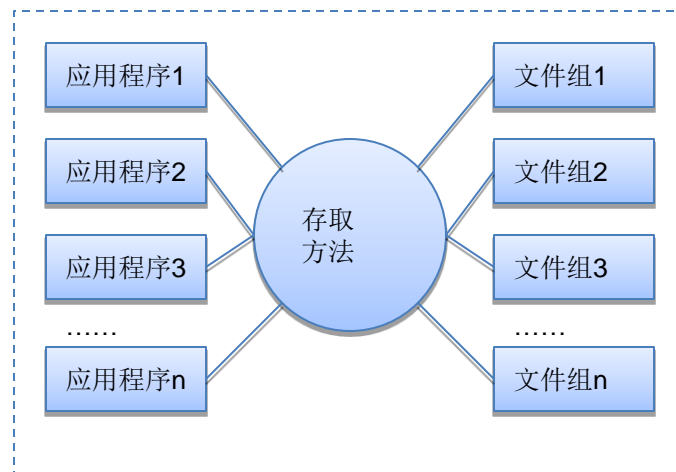 应用程序1
应用程序2
应用程序3
……
应用程序n
存取
方法
文件组1
文件组2
文件组3
……
文件组n